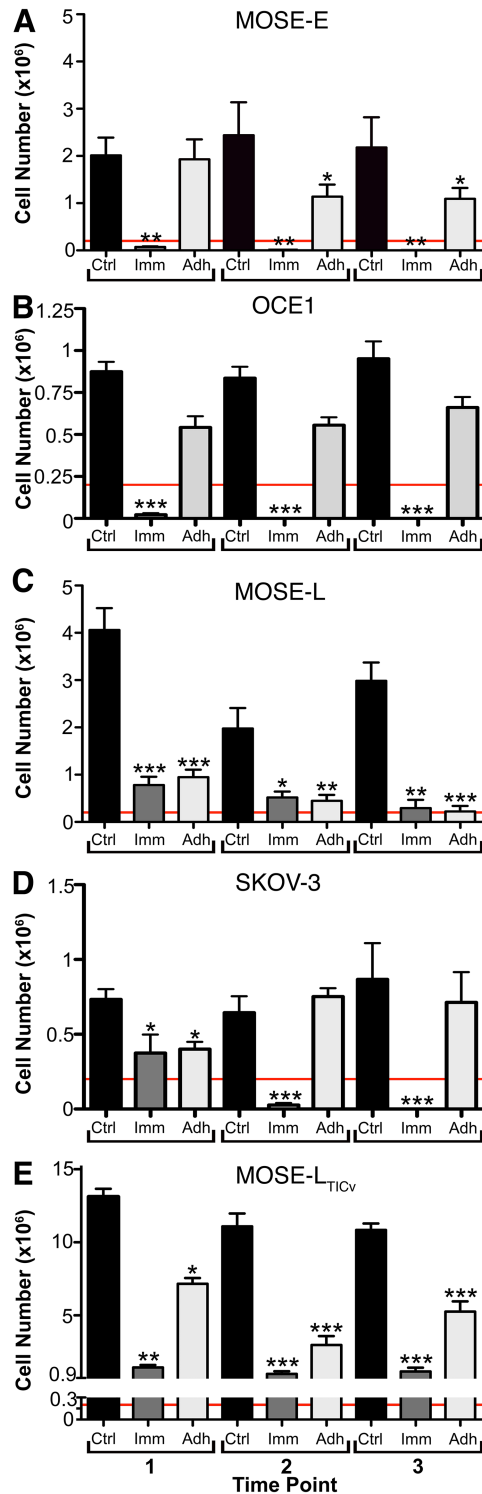 A
MOSE-E
Cell Number (x10⁶)
5
4
3
2
1
0
** ** * ** *
Ctrl Imm Adh Ctrl Imm Adh Ctrl Imm Adh
B
OCE1
Cell Number (x10⁶)
1.25
1
0.75
0.5
0.25
0
*** *** ***
Ctrl Imm Adh Ctrl Imm Adh Ctrl Imm Adh
C
MOSE-L
Cell Number (x10⁶)
5
4
3
2
1
0
*** *** * ** ** ***
Ctrl Imm Adh Ctrl Imm Adh Ctrl Imm Adh
D
SKOV-3
Cell Number (x10⁶)
1.5
1
0.5
0
* * *** ***
Ctrl Imm Adh Ctrl Imm Adh Ctrl Imm Adh
E
MOSE-L_TICv
Cell Number (x10⁶)
15
10
5
0.9
0.3
0
** * *** *** *** ***
Ctrl Imm Adh Ctrl Imm Adh Ctrl Imm Adh
1 2 3
Time Point